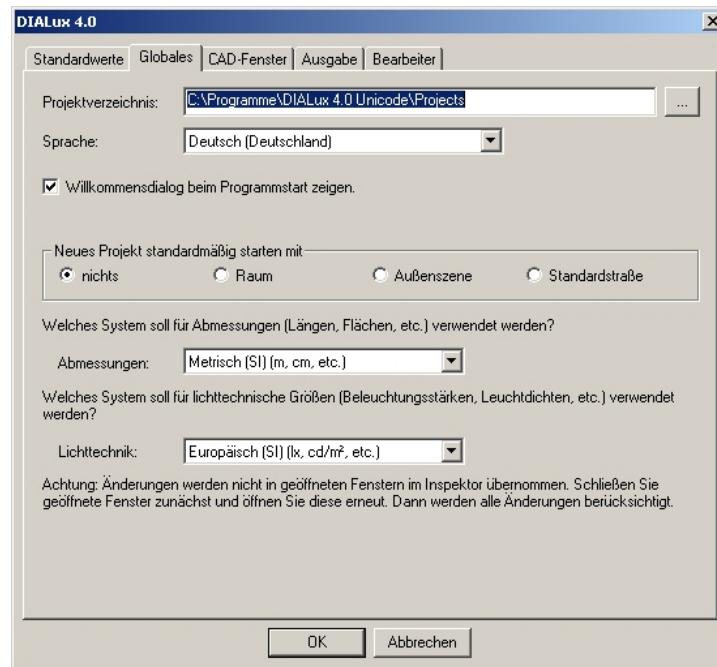 DIALux 4.0
Standardwerte Globales CAD-Fenster Ausgabe Bearbeiter
Projektverzeichnis: C:\Programme\DIALux 4.0 Unicode\Projects ...
Sprache: Deutsch (Deutschland)
Willkommensdialog beim Programmstart zeigen.
Neues Projekt standardmäßig starten mit
nichts Raum Außenszene Standardstraße
Welches System soll für Abmessungen (Längen, Flächen, etc.) verwendet werden?
Abmessungen: Metrisch (SI) (m, cm, etc.)
Welches System soll für lichttechnische Größen (Beleuchtungsstärken, Leuchtdichten, etc.) verwendet
werden?
Lichttechnik: Europäisch (SI) (lx, cd/m², etc.)
Achtung: Änderungen werden nicht in geöffneten Fenstern im Inspektor übernommen. Schließen Sie
geöffnete Fenster zunächst und öffnen Sie diese erneut. Dann werden alle Änderungen berücksichtigt.
OK Abbrechen